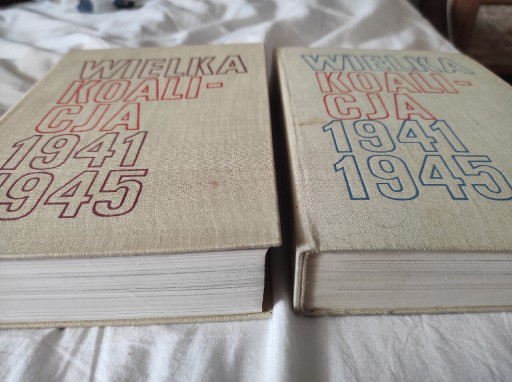 WIELKA
KOALI-
CJA
1941
1945
WIELKA
KOALI-
CJA
1941
1945